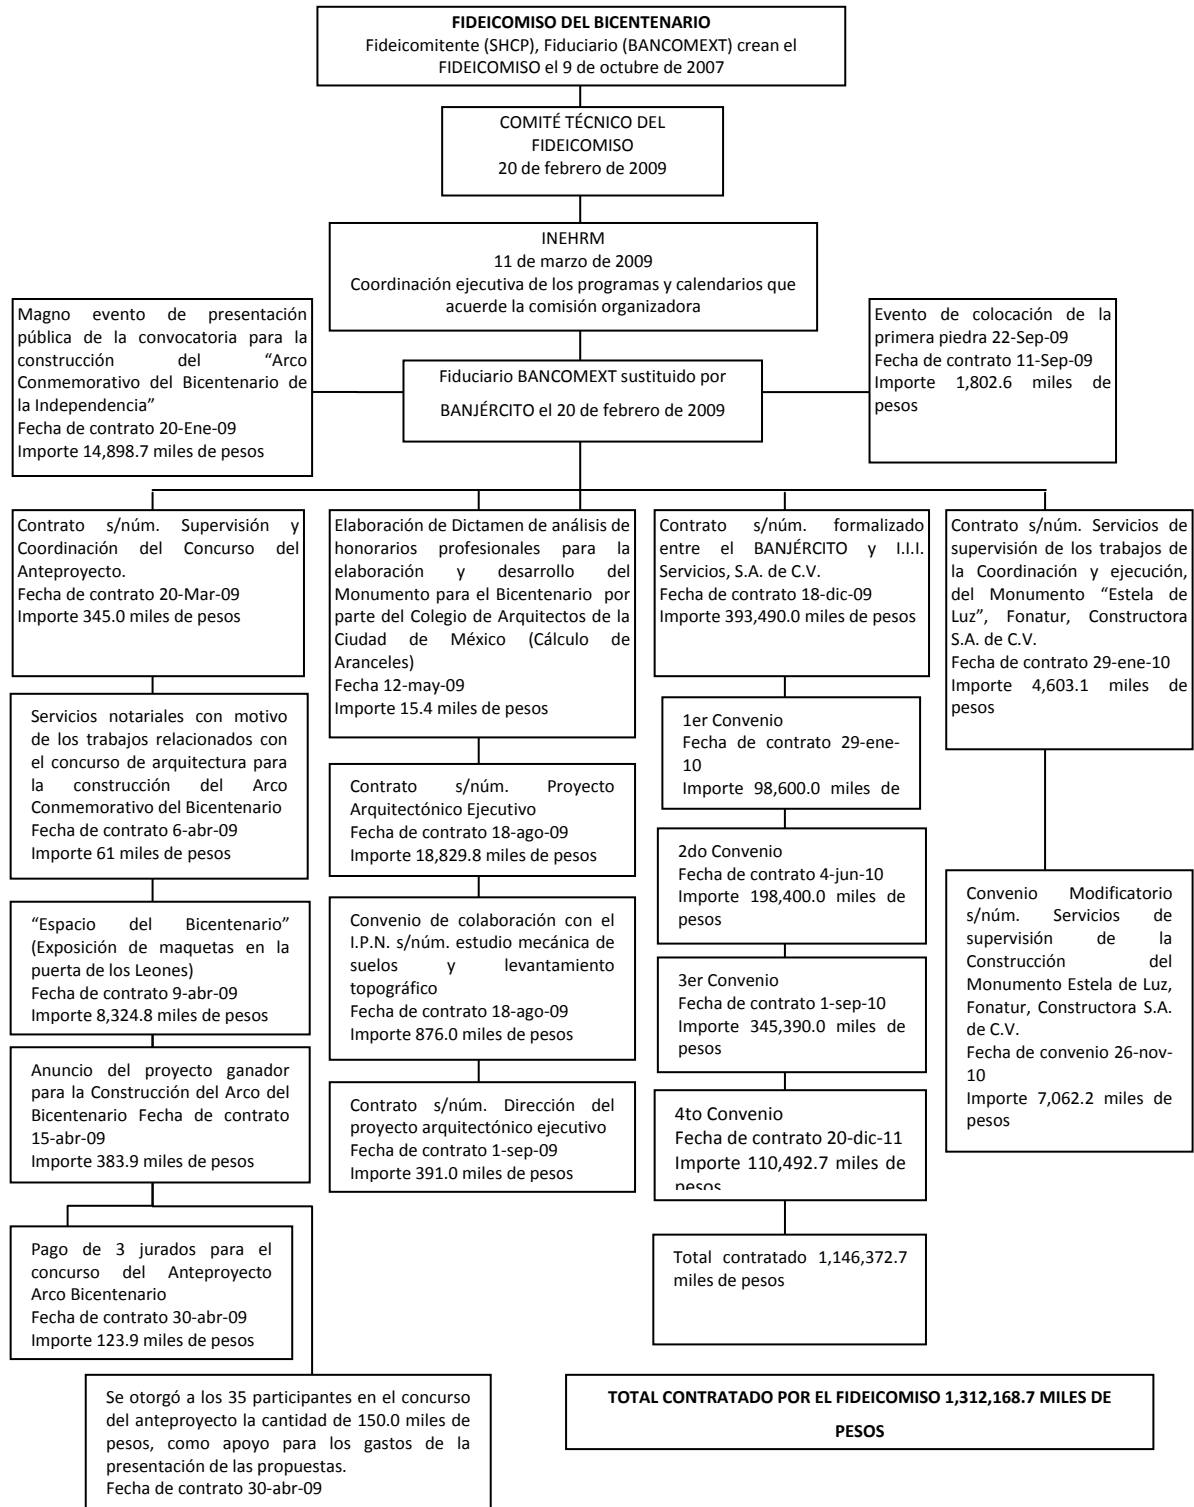 FIDEICOMISO DEL BICENTENARIO
Fideicomitente (SHCP), Fiduciario (BANCOMEXT) crean el
FIDEICOMISO el 9 de octubre de 2007
COMITÉ TÉCNICO DEL
FIDEICOMISO
20 de febrero de 2009
INEHRM
11 de marzo de 2009
Coordinación ejecutiva de los programas y calendarios que
acuerde la comisión organizadora
Magno evento de presentación
pública de la convocatoria para la
construcción del "Arco
Conmemorativo del Bicentenario de
la Independencia"
Fecha de contrato 20-Ene-09
Importe 14,898.7 miles de pesos
Fiduciario BANCOMEXT sustituido por
BANJÉRCITO el 20 de febrero de 2009
Evento de colocación de la
primera piedra 22-Sep-09
Fecha de contrato 11-Sep-09
Importe 1,802.6 miles de
pesos
Contrato s/núm. Supervisión y
Coordinación del Concurso del
Anteproyecto.
Fecha de contrato 20-Mar-09
Importe 345.0 miles de pesos
Servicios notariales con motivo
de los trabajos relacionados con
el concurso de arquitectura para
la construcción del Arco
Conmemorativo del Bicentenario
Fecha de contrato 6-abr-09
Importe 61 miles de pesos
"Espacio del Bicentenario"
(Exposición de maquetas en la
puerta de los Leones)
Fecha de contrato 9-abr-09
Importe 8,324.8 miles de pesos
Anuncio del proyecto ganador
para la Construcción del Arco del
Bicentenario Fecha de contrato
15-abr-09
Importe 383.9 miles de pesos
Pago de 3 jurados para el
concurso del Anteproyecto
Arco Bicentenario
Fecha de contrato 30-abr-09
Importe 123.9 miles de pesos
Se otorgó a los 35 participantes en el concurso
del anteproyecto la cantidad de 150.0 miles de
pesos, como apoyo para los gastos de la
presentación de las propuestas.
Fecha de contrato 30-abr-09
Elaboración de Dictamen de análisis de
honorarios profesionales para la
elaboración y desarrollo del
Monumento para el Bicentenario por
parte del Colegio de Arquitectos de la
Ciudad de México (Cálculo de
Aranceles)
Fecha 12-may-09
Importe 15.4 miles de pesos
Contrato s/núm. Proyecto
Arquitectónico Ejecutivo
Fecha de contrato 18-ago-09
Importe 18,829.8 miles de pesos
Convenio de colaboración con el
I.P.N. s/núm. estudio mecánica de
suelos y levantamiento
topográfico
Fecha de contrato 18-ago-09
Importe 876.0 miles de pesos
Contrato s/núm. Dirección del
proyecto arquitectónico ejecutivo
Fecha de contrato 1-sep-09
Importe 391.0 miles de pesos
Contrato s/núm. formalizado
entre el BANJÉRCITO y I.I.I.
Servicios, S.A. de C.V.
Fecha de contrato 18-dic-09
Importe 393,490.0 miles de pesos
1er Convenio
Fecha de contrato 29-ene-
10
Importe 98,600.0 miles de
2do Convenio
Fecha de contrato 4-jun-10
Importe 198,400.0 miles de
pesos
3er Convenio
Fecha de contrato 1-sep-10
Importe 345,390.0 miles de
pesos
4to Convenio
Fecha de contrato 20-dic-11
Importe 110,492.7 miles de
pesos
Total contratado 1,146,372.7
miles de pesos
Contrato s/núm. Servicios de
supervisión de los trabajos de
la Coordinación y ejecución,
del Monumento "Estela de
Luz", Fonatur, Constructora
S.A. de C.V.
Fecha de contrato 29-ene-10
Importe 4,603.1 miles de
pesos
Convenio Modificatorio
s/núm. Servicios de
supervisión de la
Construcción del
Monumento Estela de Luz,
Fonatur, Constructora S.A.
de C.V.
Fecha de convenio 26-nov-
10
Importe 7,062.2 miles de
pesos
TOTAL CONTRATADO POR EL FIDEICOMISO 1,312,168.7 MILES DE
PESOS